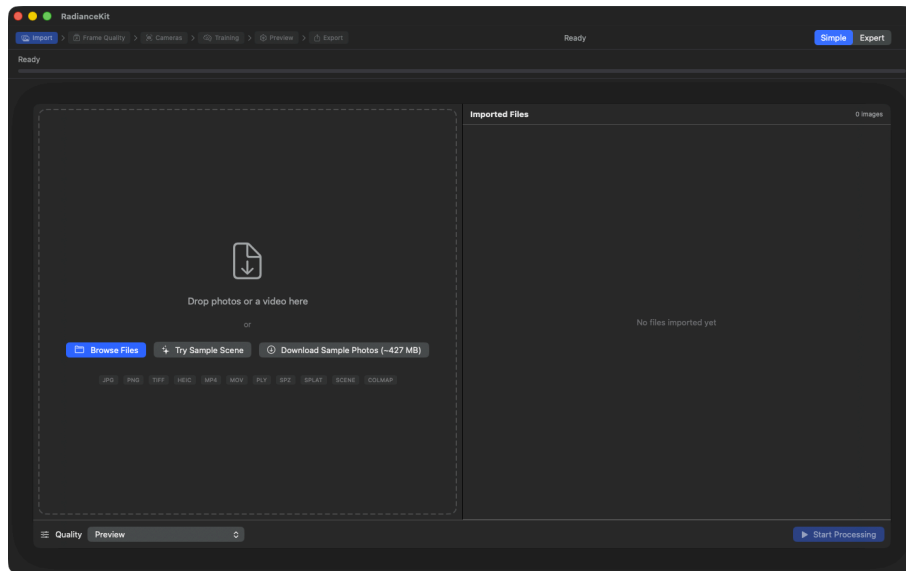 RadianceKit
Import > Frame Quality > Cameras > Training > Preview > Export
Ready
Simple Expert
Ready
Imported Files
0 images
Drop photos or a video here
or
Browse Files
Try Sample Scene
Download Sample Photos (~427 MB)
JPG PNG TIFF HEIC MP4 MOV PLY SPZ SPLAT SCENE COLMAP
No files imported yet
Quality Preview
Start Processing